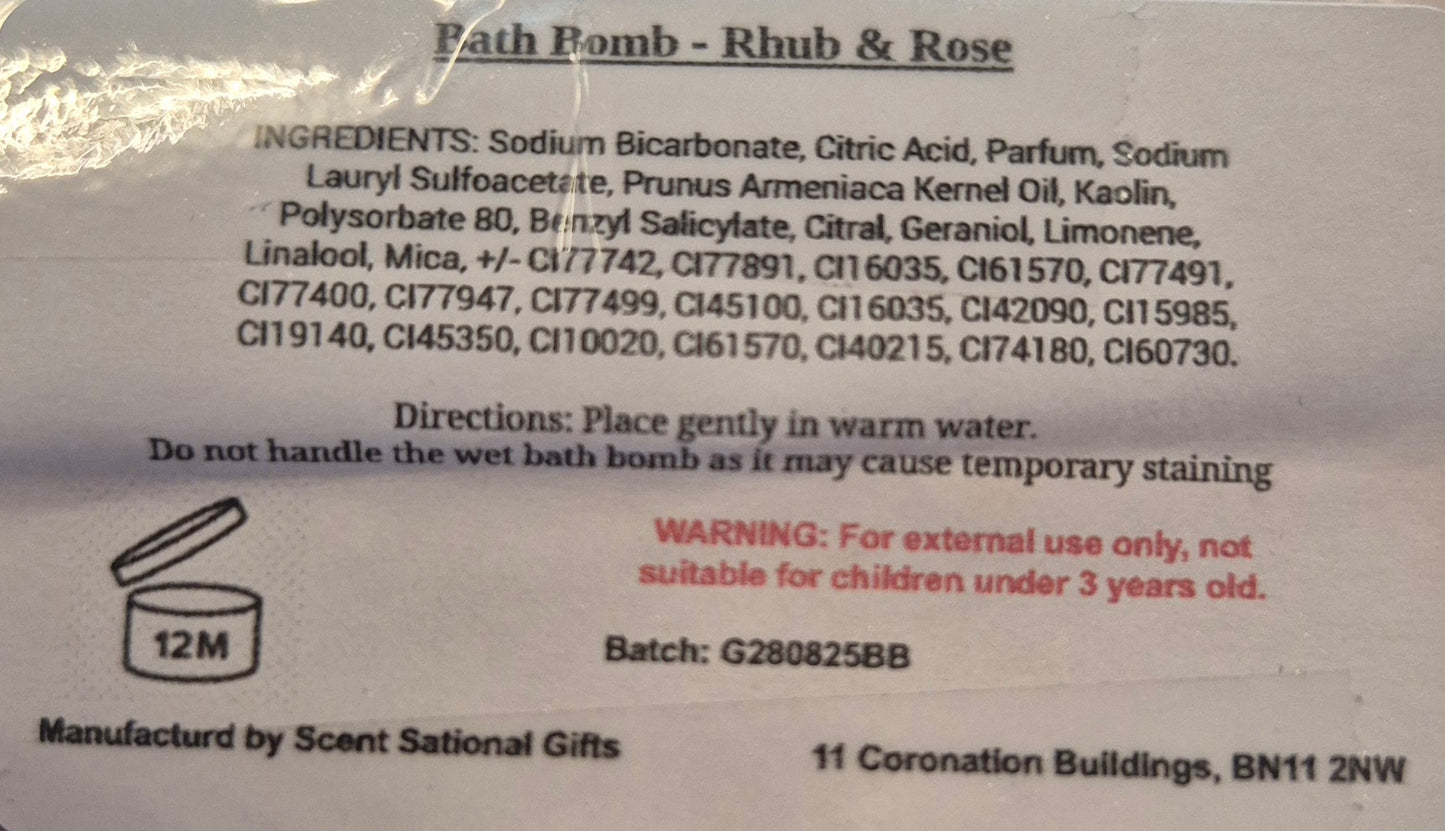 Bath Bomb - Rhub & Rose
INGREDIENTS: Sodium Bicarbonate, Citric Acid, Parfum, Sodium
Lauryl Sulfoacetate, Prunus Armeniaca Kernel Oil, Kaolin,
Polysorbate 80, Benzyl Salicylate, Citral, Geraniol, Limonene,
Linalool, Mica, +/- CI77742, CI77891, CI16035, CI61570, CI77491,
CI77400, CI77947, CI77499, CI45100, CI16035, CI42090, CI15985,
CI19140, CI45350, CI10020, CI61570, CI40215, CI74180, CI60730.
Directions: Place gently in warm water.
Do not handle the wet bath bomb as it may cause temporary staining
WARNING: For external use only, not
suitable for children under 3 years old.
12M
Batch: G280825BB
Manufacturd by Scent Sational Gifts
11 Coronation Buildings, BN11 2NW